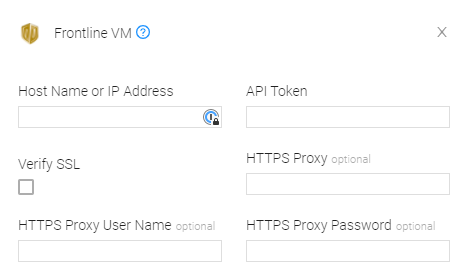 Frontline VM
Host Name or IP Address
API Token
Verify SSL
HTTPS Proxy optional
HTTPS Proxy User Name optional
HTTPS Proxy Password optional